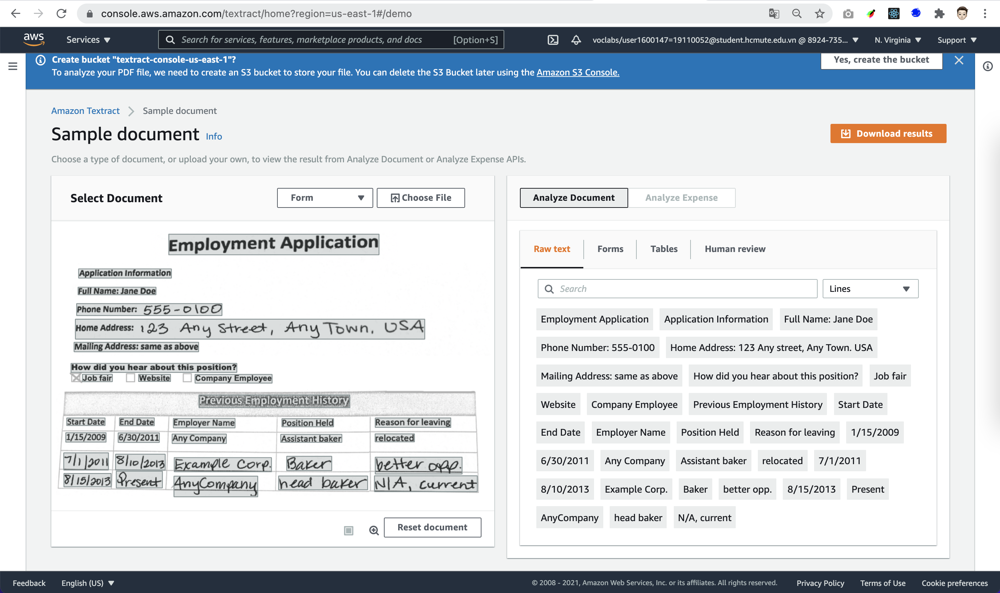 console.aws.amazon.com/textract/home?region=us-east-1#/demo
aws Services Search for services, features, marketplace products, and docs [Option+S] voclabs/user1600147=19110052@student.hcmute.edu.vn @ 8924-735... N. Virginia Support
Create bucket "textract-console-us-east-1"?
Yes, create the bucket
To analyze your PDF file, we need to create an S3 bucket to store your file. You can delete the S3 Bucket later using the Amazon S3 Console.
Amazon Textract Sample document
Sample document Info
Download results
Choose a type of document, or upload your own, to view the result from Analyze Document or Analyze Expense APIs.
Select Document Form Choose File
Employment Application
Application Information
Full Name: Jane Doe
Phone Number: 555-0100
Home Address: 123 Any Street, Any Town. USA
Mailing Address: same as above
How did you hear about this position?
Job fair Website Company Employee
Previous Employment History
Start Date End Date Employer Name Position Held Reason for leaving
1/15/2009 6/30/2011 Any Company Assistant baker relocated
7/1/2011 8/10/2013 Example Corp. Baker better opp.
8/15/2013 Present AnyCompany head baker N/A, current
Reset document
Analyze Document Analyze Expense
Raw text Forms Tables Human review
Search Lines
Employment Application Application Information Full Name: Jane Doe
Phone Number: 555-0100 Home Address: 123 Any street, Any Town. USA
Mailing Address: same as above How did you hear about this position? Job fair
Website Company Employee Previous Employment History Start Date
End Date Employer Name Position Held Reason for leaving 1/15/2009
6/30/2011 Any Company Assistant baker relocated 7/1/2011
8/10/2013 Example Corp. Baker better opp. 8/15/2013 Present
AnyCompany head baker N/A, current
Feedback English (US) © 2008 - 2021, Amazon Web Services, Inc. or its affiliates. All rights reserved. Privacy Policy Terms of Use Cookie preferences